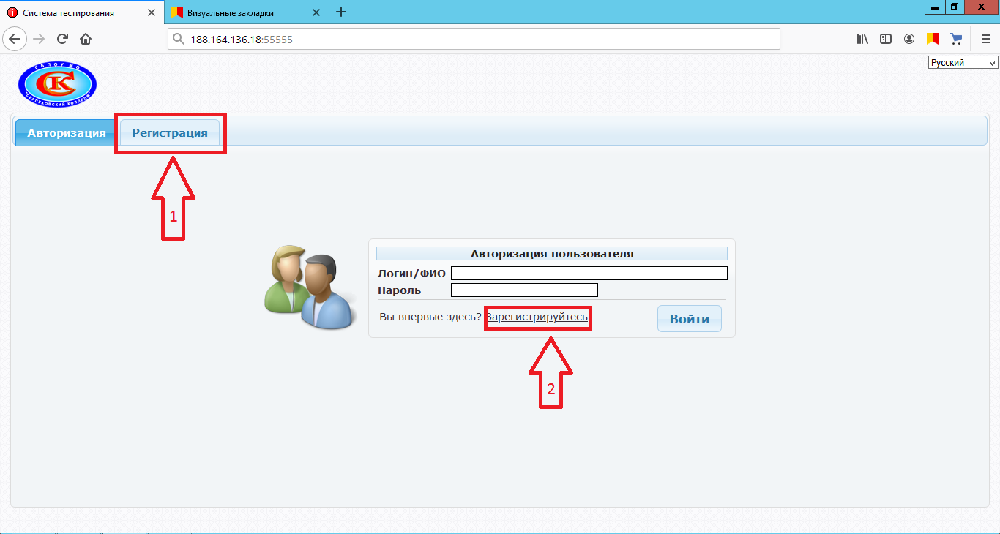 Система тестирования
Визуальные закладки
188.164.136.18:55555
Русский
ГБПОУ МО
СК
"СЕРПУХОВСКИЙ КОЛЛЕДЖ"
Авторизация
Регистрация
1
Авторизация пользователя
Логин/ФИО
Пароль
Вы впервые здесь? Зарегистрируйтесь
Войти
2